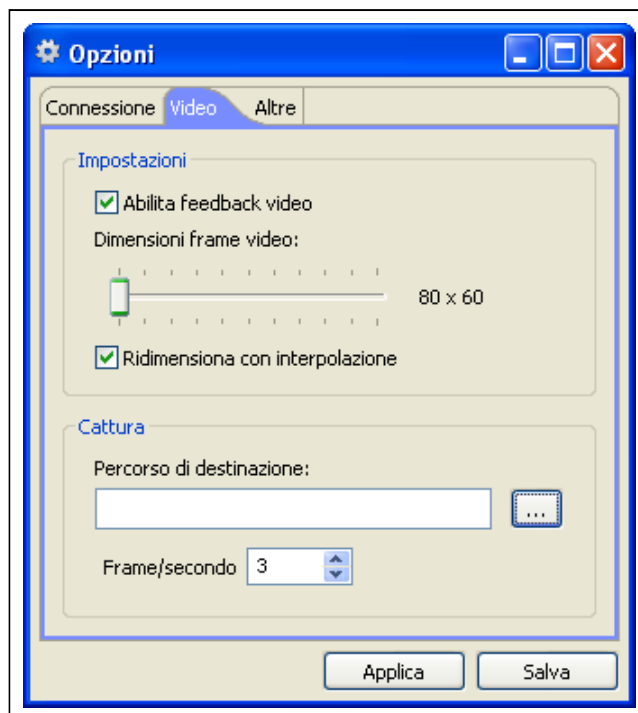 Opzioni
Connessione Video Altre
Impostazioni
Abilita feedback video
Dimensioni frame video:
80 x 60
Ridimensiona con interpolazione
Cattura
Percorso di destinazione:
...
Frame/secondo 3
Applica Salva